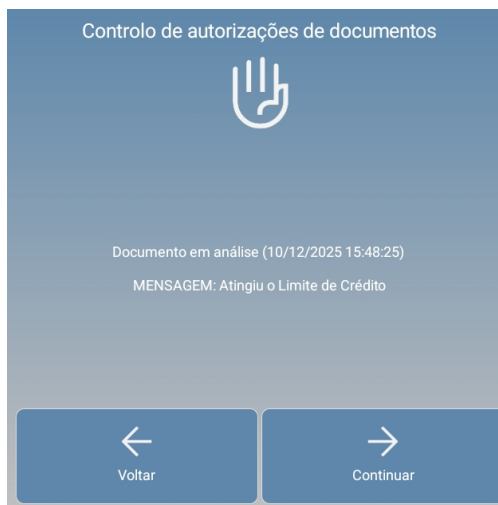 Controlo de autorizações de documentos
Documento em análise (10/12/2025 15:48:25)
MENSAGEM: Atingiu o Limite de Crédito
Voltar
Continuar